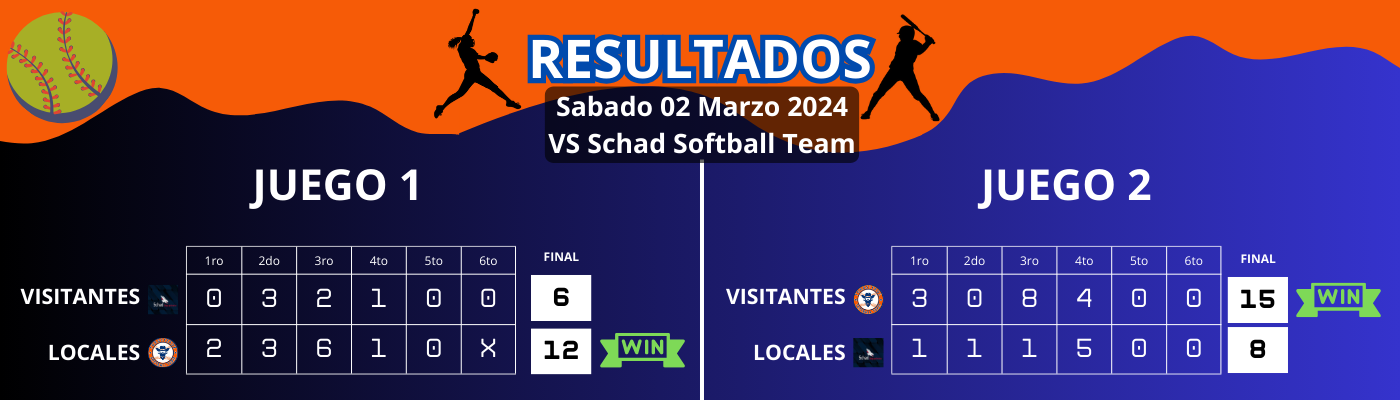 RESULTADOS
Sabado 02 Marzo 2024
VS Schad Softball Team
JUEGO 1
1ro 2do 3ro 4to 5to 6to FINAL
VISITANTES Schad 0 3 2 1 0 0 6
LOCALES 2 3 6 1 0 X 12 WIN
JUEGO 2
1ro 2do 3ro 4to 5to 6to FINAL
VISITANTES 3 0 8 4 0 0 15 WIN
LOCALES Schad 1 1 1 5 0 0 8